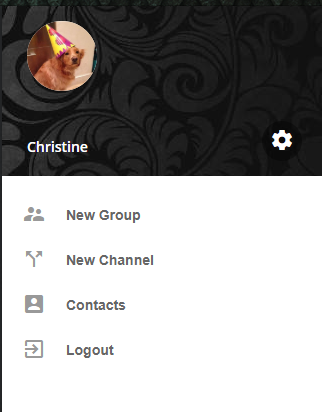 Christine
New Group
New Channel
Contacts
Logout